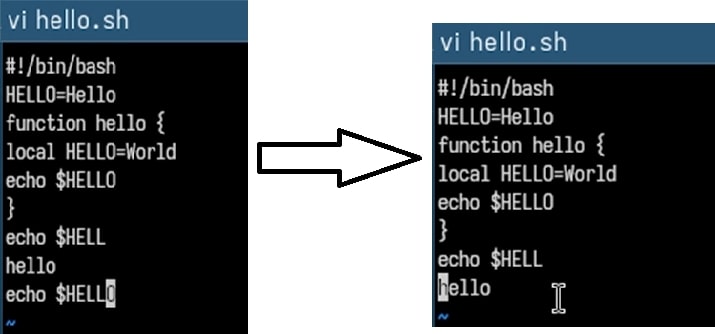 vi hello.sh
#!/bin/bash
HELLO=Hello
function hello {
local HELLO=World
echo $HELLO
}
echo $HELL
hello
echo $HELLO
~
vi hello.sh
#!/bin/bash
HELLO=Hello
function hello {
local HELLO=World
echo $HELLO
}
echo $HELL
hello
~